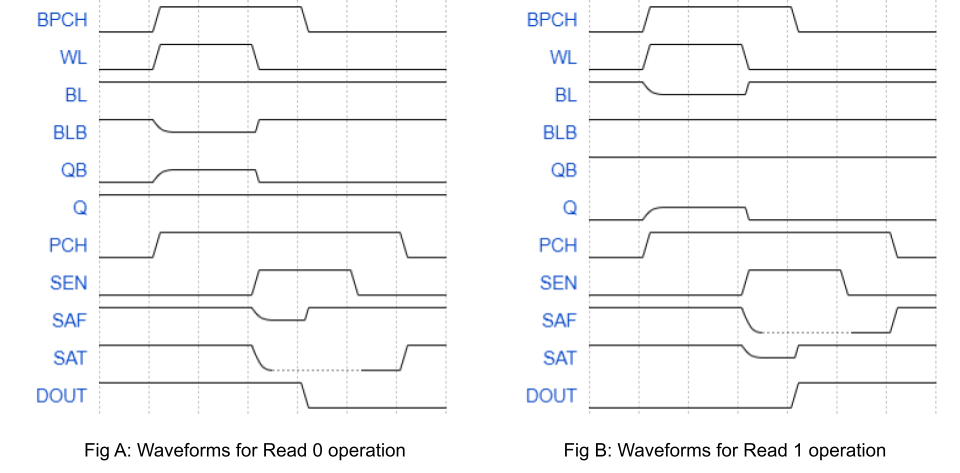 BPCH
WL
BL
BLB
QB
Q
PCH
SEN
SAF
SAT
DOUT
Fig A: Waveforms for Read 0 operation
BPCH
WL
BL
BLB
QB
Q
PCH
SEN
SAF
SAT
DOUT
Fig B: Waveforms for Read 1 operation